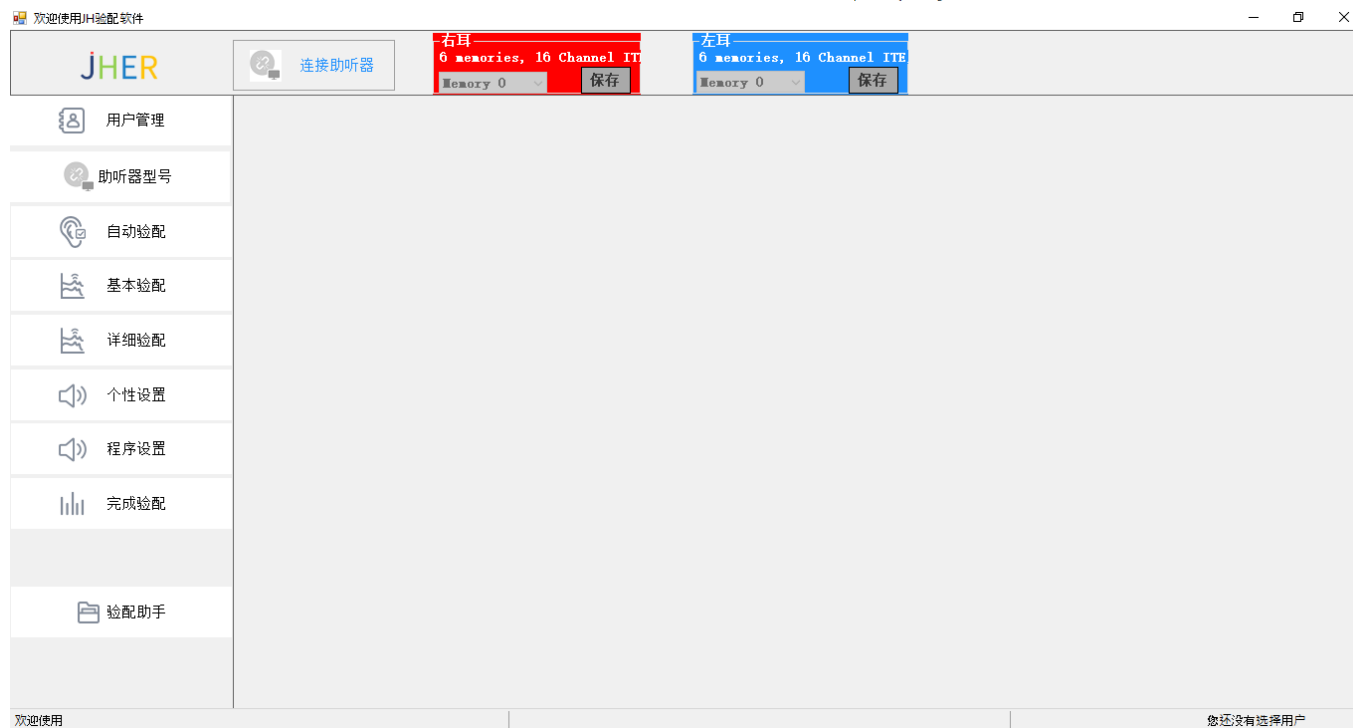 欢迎使用JH验配软件
JHER
连接助听器
右耳
6 memories, 16 Channel IT
Memory 0
保存
左耳
6 memories, 16 Channel ITE
Memory 0
保存
用户管理
助听器型号
自动验配
基本验配
详细验配
个性设置
程序设置
完成验配
验配助手
欢迎使用
您还没有选择用户